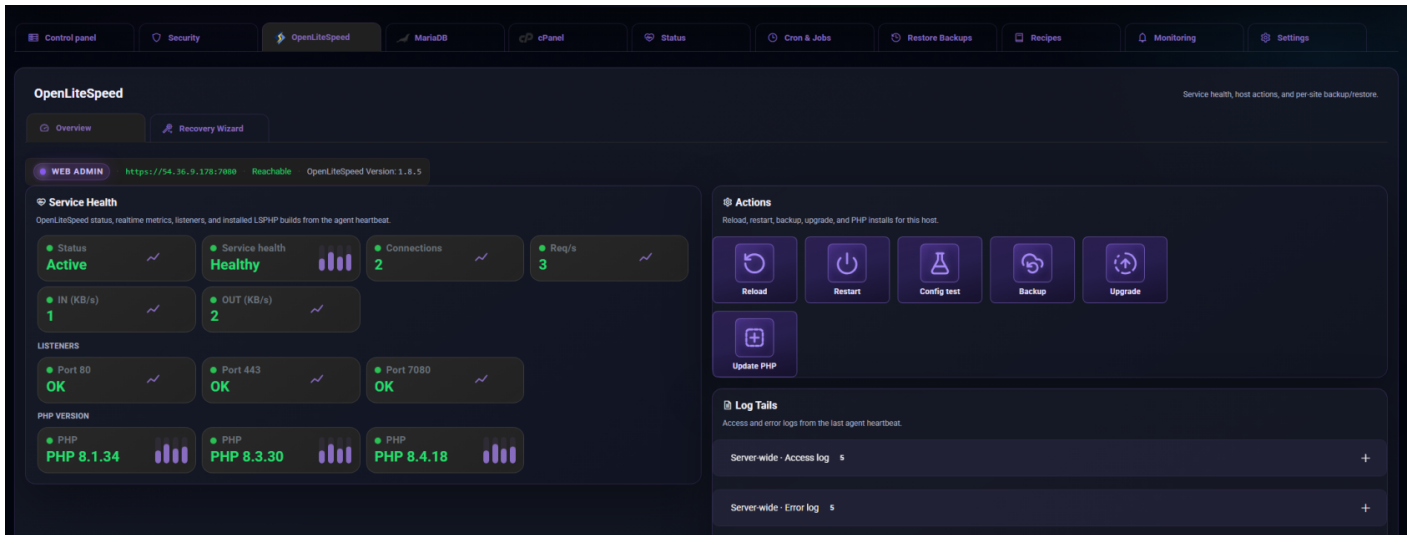 Control panel
Security
OpenLiteSpeed
MariaDB
cPanel
Status
Cron & Jobs
Restore Backups
Recipes
Monitoring
Settings
OpenLiteSpeed
Service health, host actions, and per-site backup/restore.
Overview
Recovery Wizard
WEB ADMIN https://54.36.9.178:7080 Reachable OpenLiteSpeed Version: 1.8.5
Service Health
OpenLiteSpeed status, realtime metrics, listeners, and installed LSPHP builds from the agent heartbeat.
Status
Active
Service health
Healthy
Connections
2
Req/s
3
IN (KB/s)
1
OUT (KB/s)
2
LISTENERS
Port 80
OK
Port 443
OK
Port 7080
OK
PHP VERSION
PHP
PHP 8.1.34
PHP
PHP 8.3.30
PHP
PHP 8.4.18
Actions
Reload, restart, backup, upgrade, and PHP installs for this host.
Reload
Restart
Config test
Backup
Upgrade
Update PHP
Log Tails
Access and error logs from the last agent heartbeat.
Server-wide · Access log 5
Server-wide · Error log 5